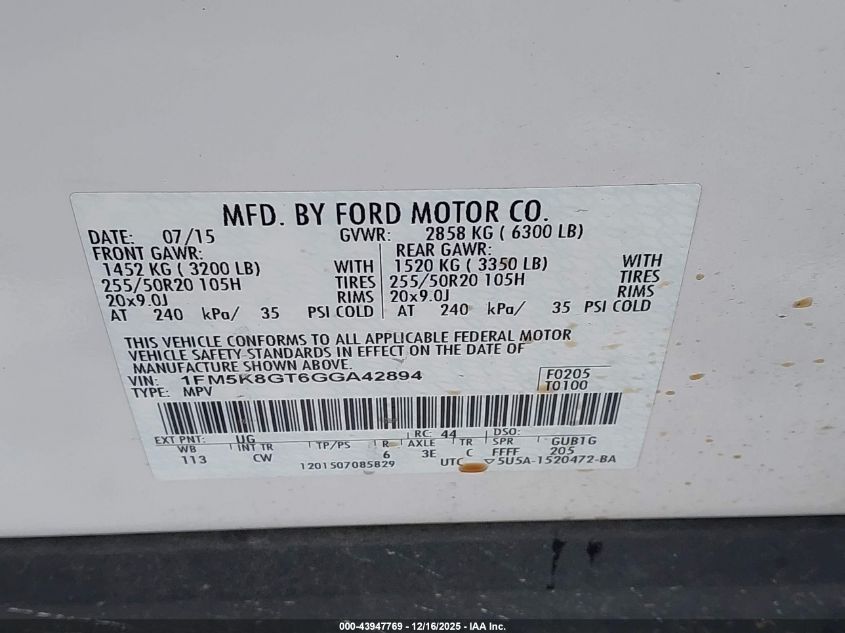 MFD. BY FORD MOTOR CO.
DATE: 07/15 GVWR: 2858 KG ( 6300 LB)
FRONT GAWR: REAR GAWR:
1452 KG ( 3200 LB) WITH 1520 KG ( 3350 LB) WITH
255/50R20 105H TIRES 255/50R20 105H TIRES
20x9.0J RIMS 20x9.0J RIMS
AT 240 kPa/ 35 PSI COLD AT 240 kPa/ 35 PSI COLD
THIS VEHICLE CONFORMS TO ALL APPLICABLE FEDERAL MOTOR
VEHICLE SAFETY STANDARDS IN EFFECT ON THE DATE OF
MANUFACTURE SHOWN ABOVE.
VIN: 1FM5K8GT6GGA42894 F0205
TYPE: MPV T0100
EXT PNT: UG RC: 44 DSO:
WB INT TR TP/PS R AXLE TR SPR GUB1G
113 CW 6 3E C FFFF 205
1201507085829 UTC ▽5U5A-1520472-BA
000-43947769 - 12/16/2025 - IAA Inc.